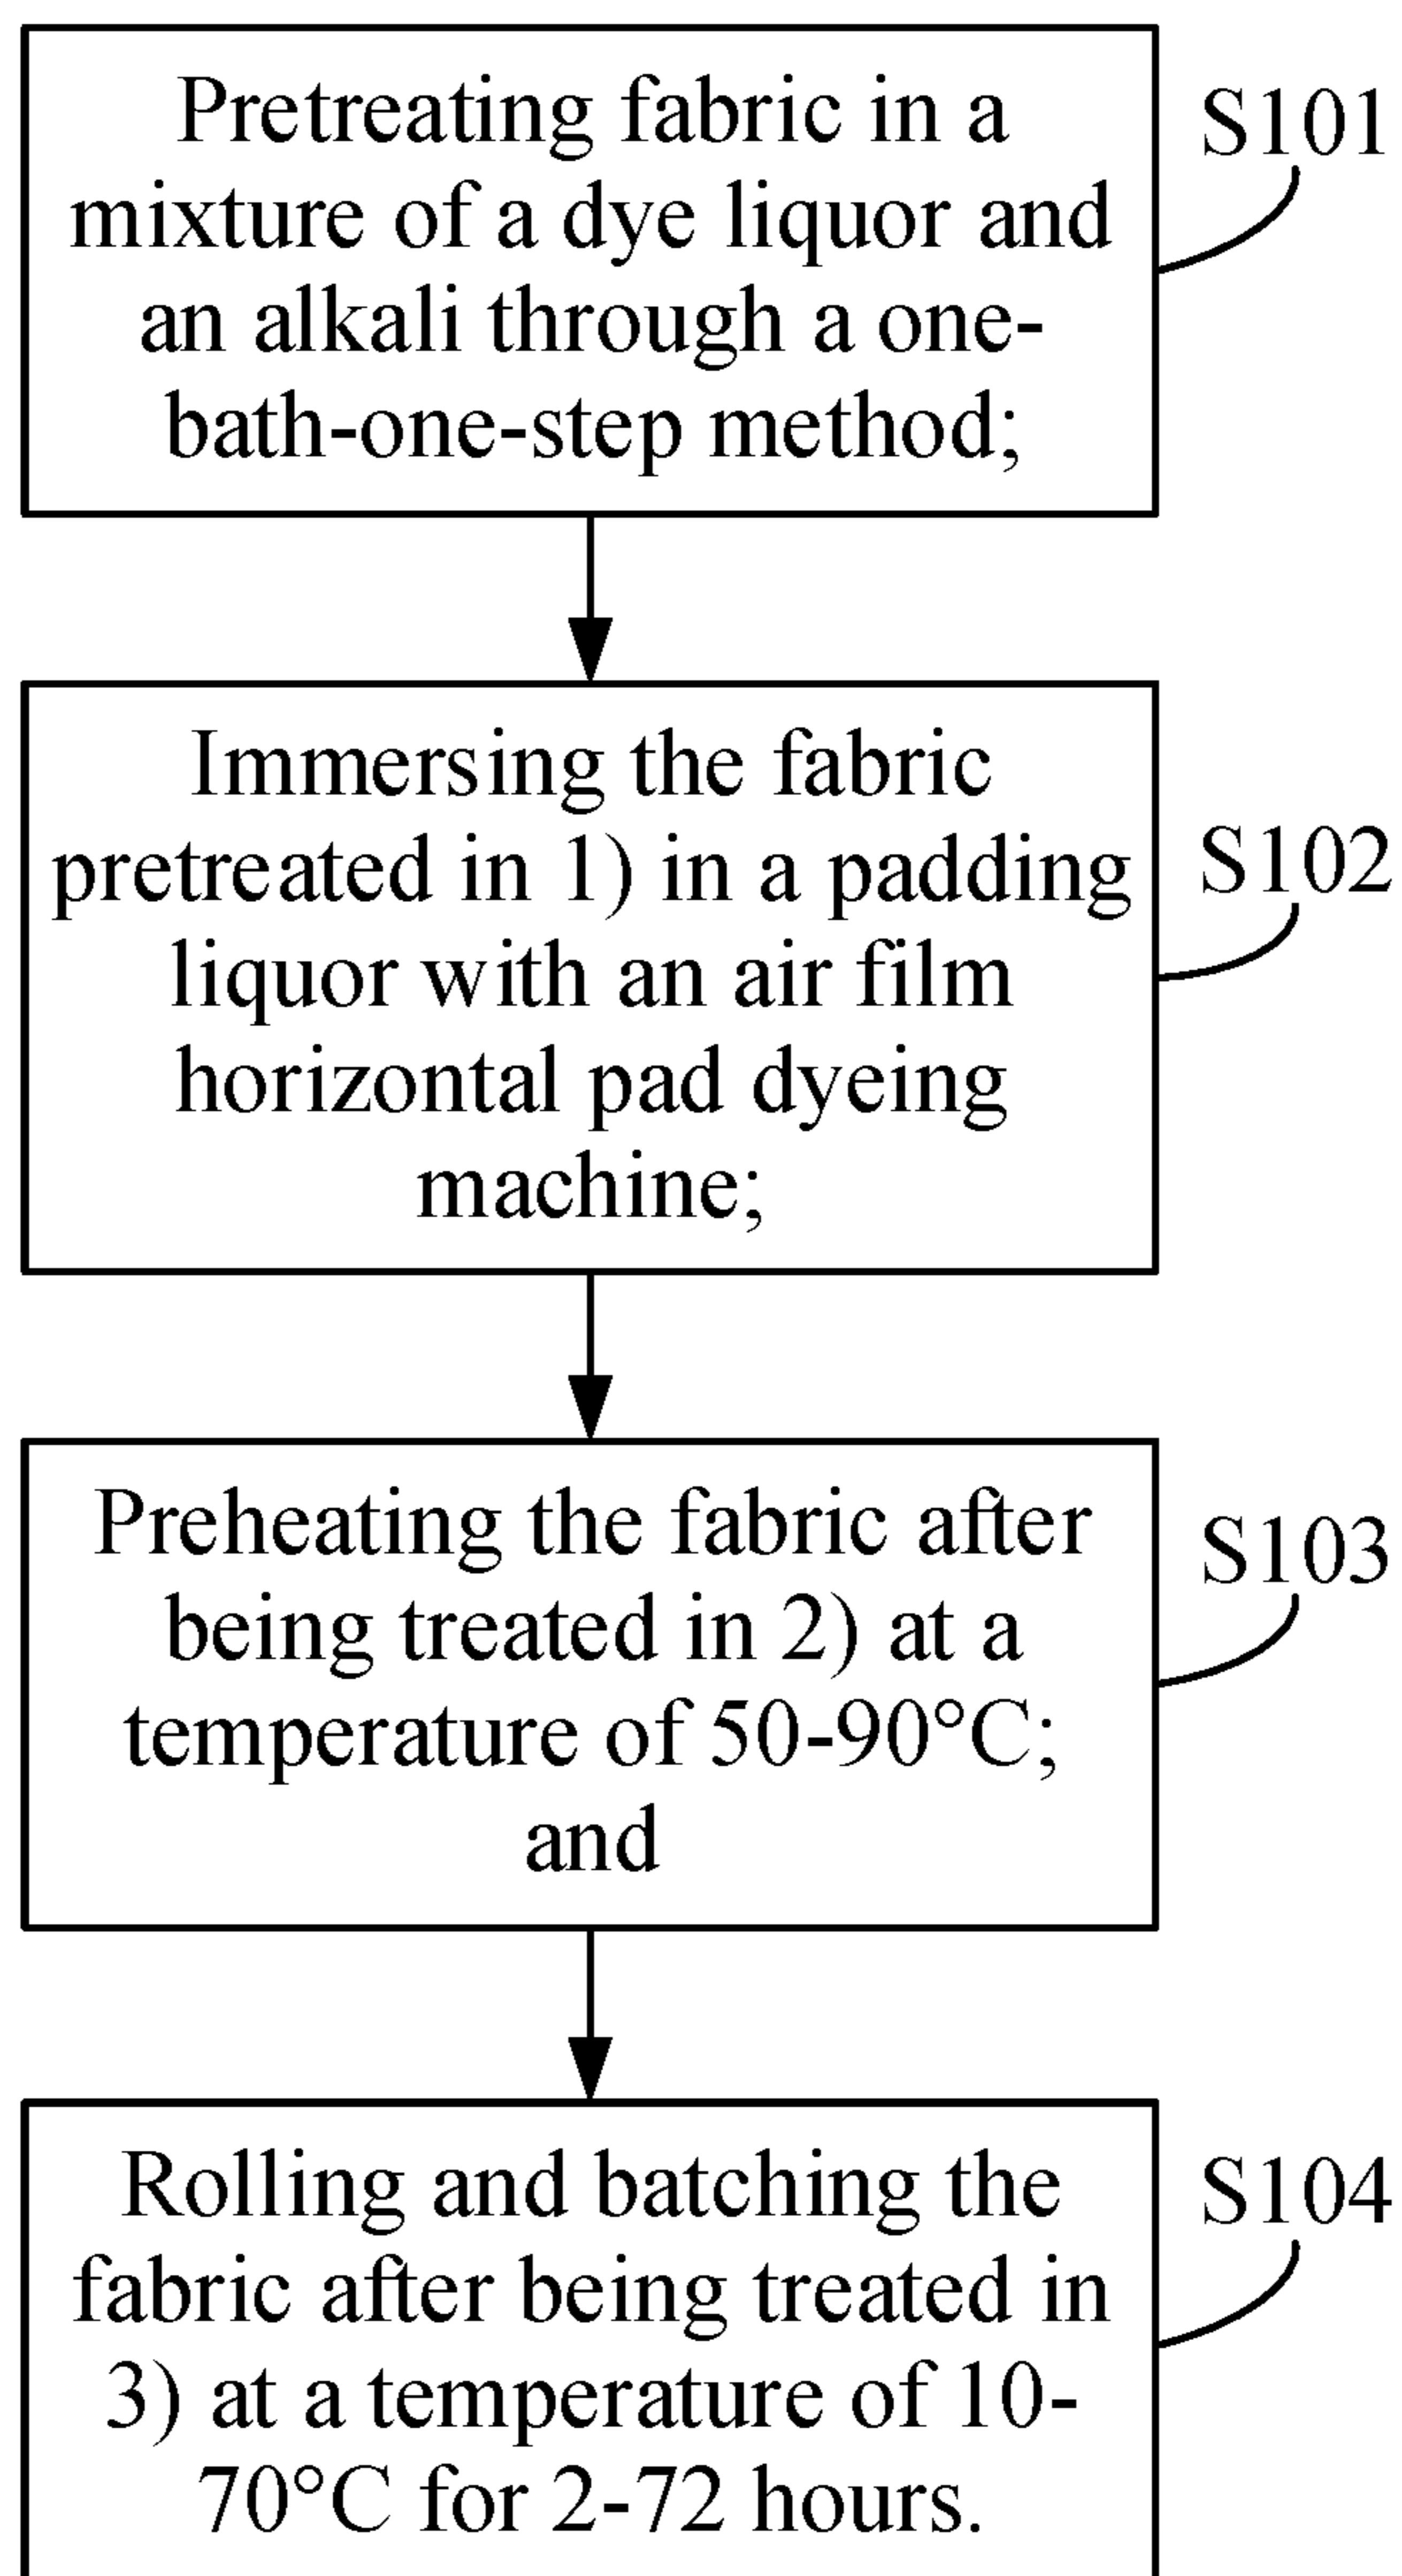 Pretreating fabric in a
mixture of a dye liquor and
an alkali through a one-
bath-one-step method;
S101
Immersing the fabric
pretreated in 1) in a padding
liquor with an air film
horizontal pad dyeing
machine;
S102
Preheating the fabric after
being treated in 2) at a
temperature of 50-90°C;
and
S103
Rolling and batching the
fabric after being treated in
3) at a temperature of 10-
70°C for 2-72 hours.
S104